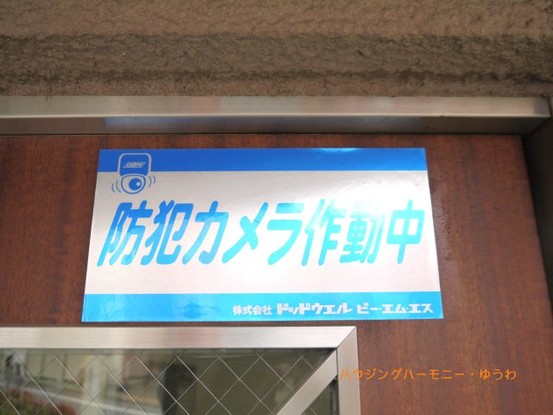 防犯カメラ作動中
株式会社 ドッドウエル ビー・エム・エス
ハウジングハーモニー・ゆうわ